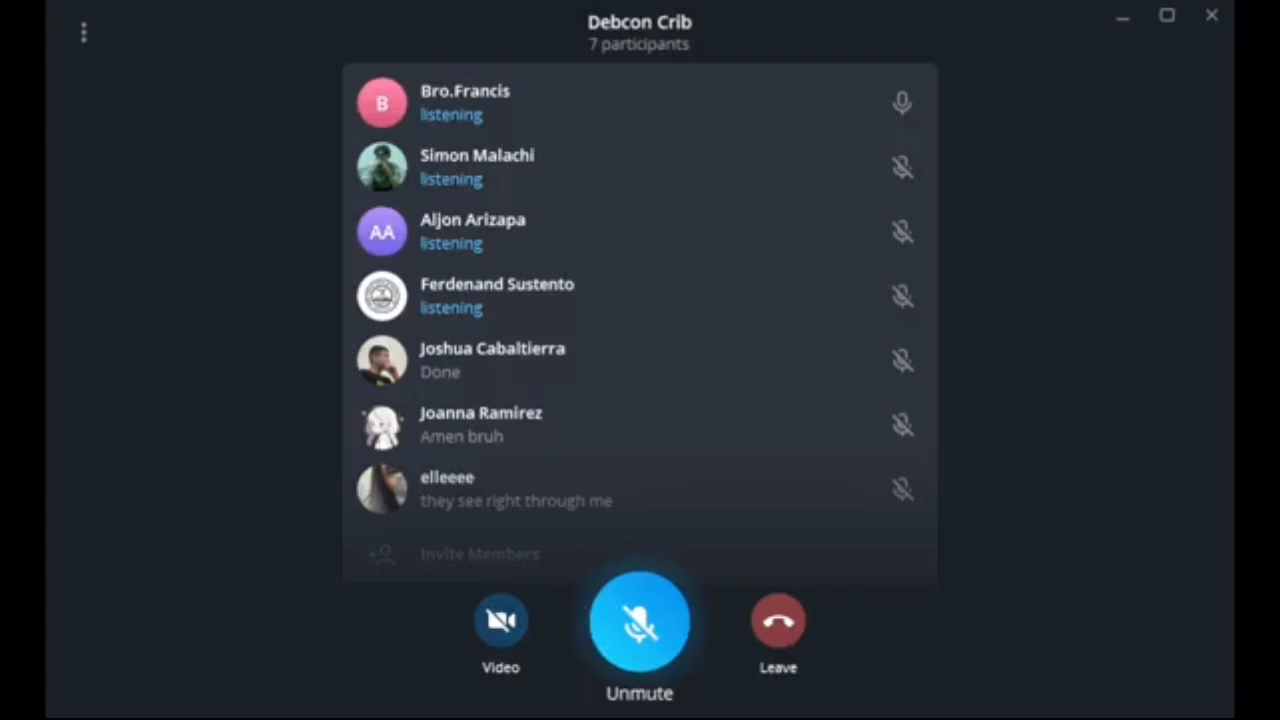 Debcon Crib
7 participants
B
Bro.Francis
listening
Simon Malachi
listening
AA
Aljon Arizapa
listening
Ferdenand Sustento
listening
Joshua Cabaltierra
Done
Joanna Ramirez
Amen bruh
elleeee
they see right through me
Invite Members
Video
Unmute
Leave